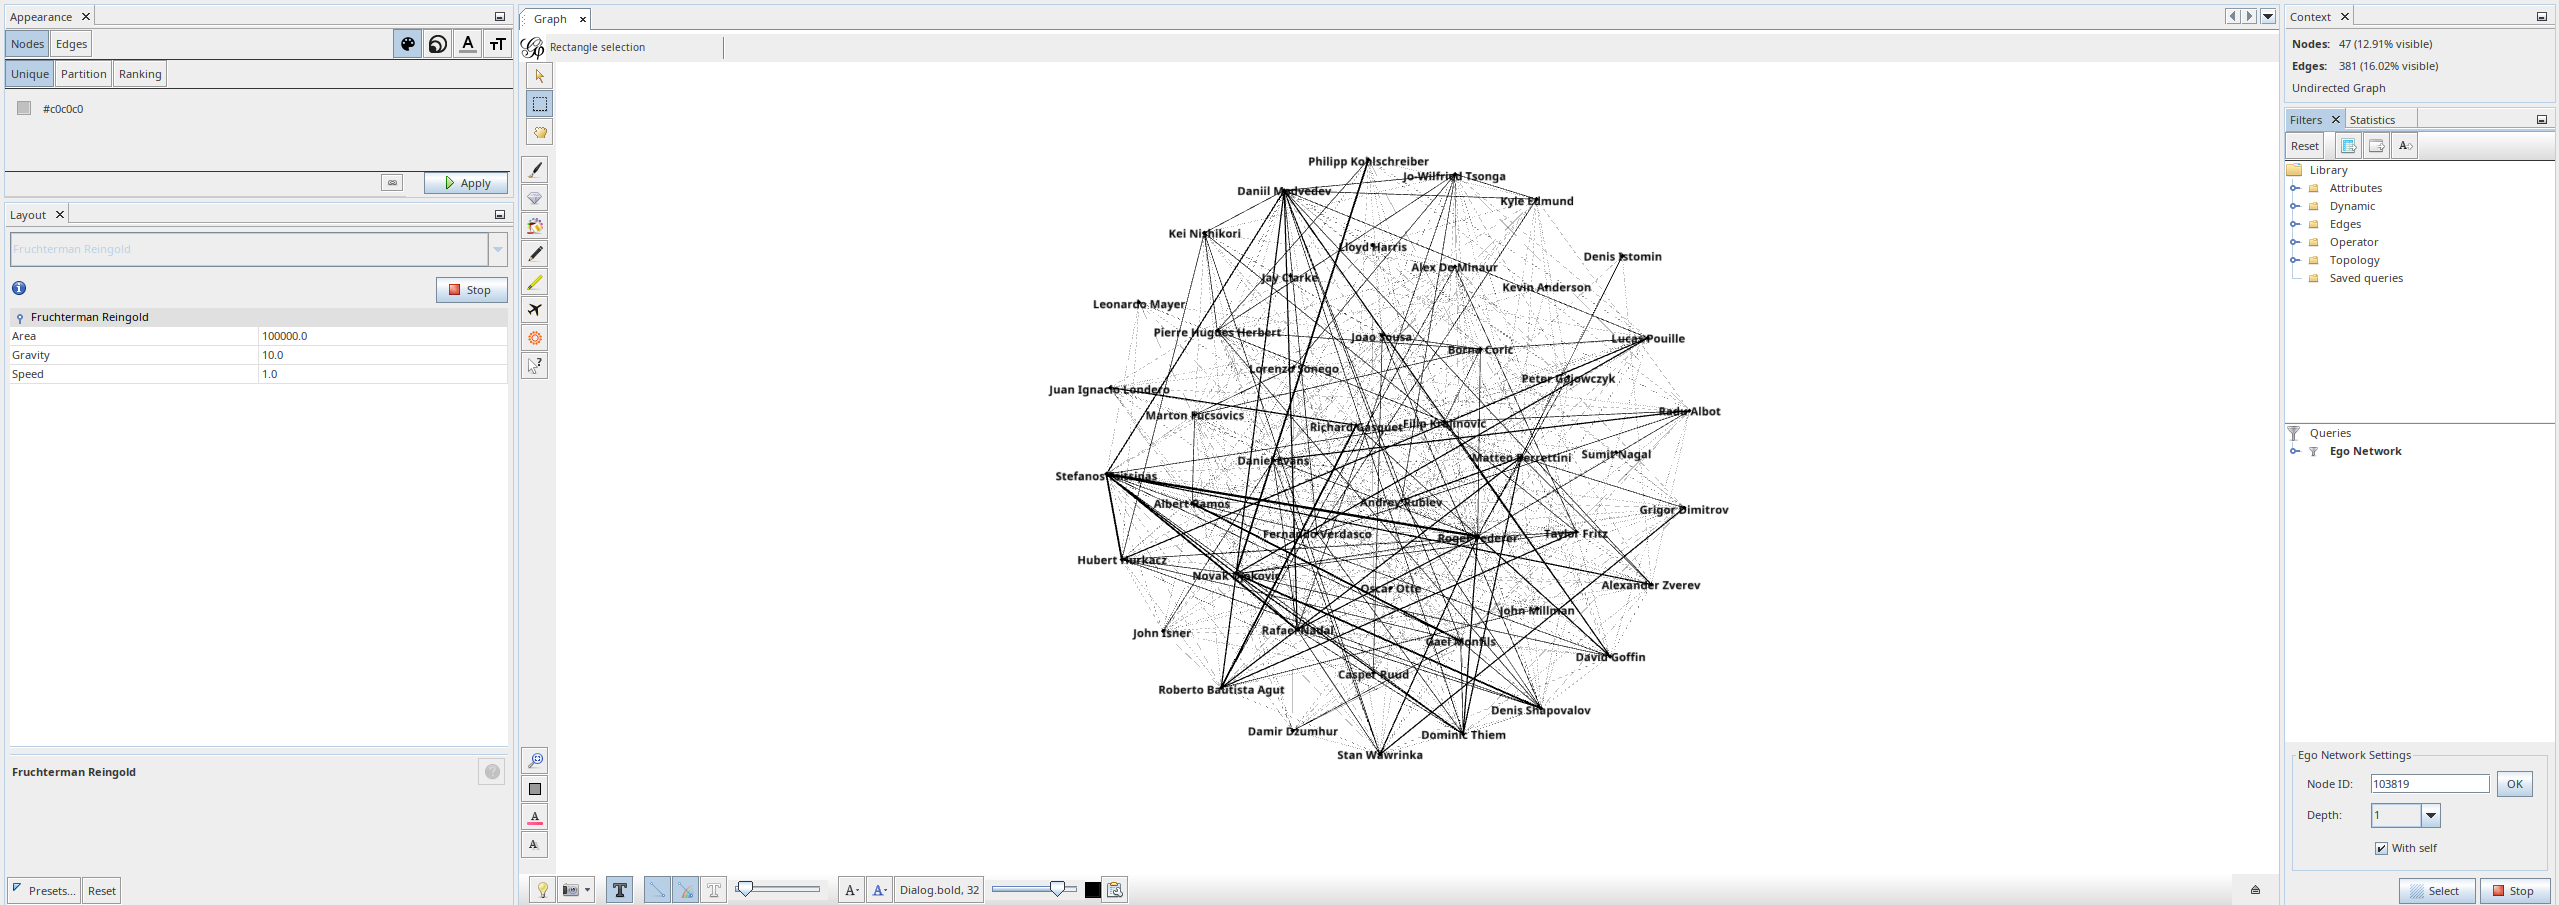 Appearance
Nodes Edges
Unique Partition Ranking
#c0c0c0
Apply
Layout
Fruchterman Reingold
Stop
Fruchterman Reingold
Area 100000.0
Gravity 10.0
Speed 1.0
Fruchterman Reingold
Presets... Reset
Graph
Rectangle selection
Philipp Kohlschreiber
Jo-Wilfried Tsonga
Daniil Medvedev
Kyle Edmund
Kei Nishikori
Lloyd Harris
Denis Istomin
Alex De Minaur
Jay Clarke
Kevin Anderson
Leonardo Mayer
Pierre Hugues Herbert
Joao Sousa
Lucas Pouille
Borna Coric
Lorenzo Sonego
Peter Gojowczyk
Juan Ignacio Londero
Radu Albot
Marton Fucsovics
Richard Gasquet
Filip Krajinovic
Sumit Nagal
Matteo Berrettini
Daniel Evans
Stefanos Tsitsipas
Andrey Rublev
Albert Ramos
Grigor Dimitrov
Fernando Verdasco
Taylor Fritz
Roger Federer
Hubert Hurkacz
Novak Djokovic
Alexander Zverev
Oscar Otte
John Millman
Rafael Nadal
John Isner
Gael Monfils
David Goffin
Casper Ruud
Roberto Bautista Agut
Denis Shapovalov
Damir Dzumhur
Dominic Thiem
Stan Wawrinka
Dialog.bold, 32
Context
Nodes: 47 (12.91% visible)
Edges: 381 (16.02% visible)
Undirected Graph
Filters Statistics
Reset
Library
Attributes
Dynamic
Edges
Operator
Topology
Saved queries
Queries
Ego Network
Ego Network Settings
Node ID: 103819 OK
Depth: 1
With self
Select Stop